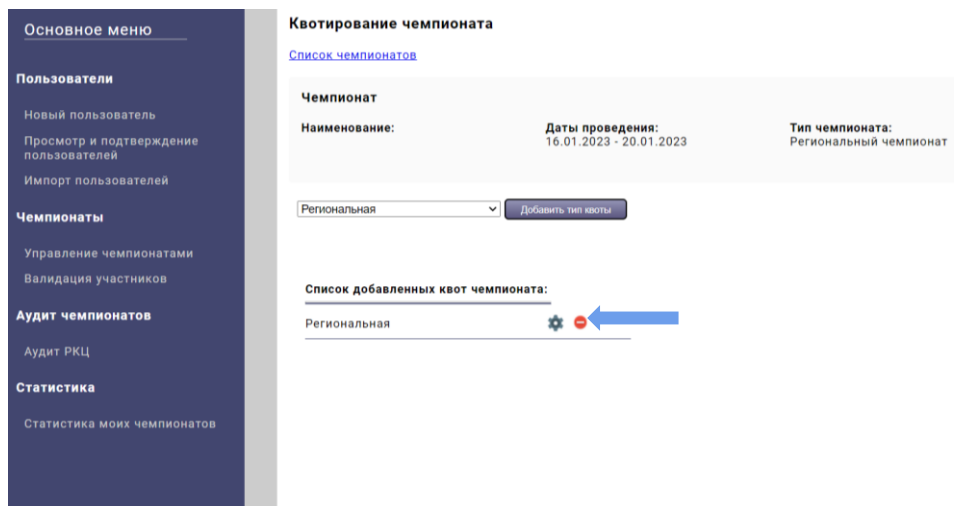 Основное меню
Пользователи
Новый пользователь
Просмотр и подтверждение
пользователей
Импорт пользователей
Чемпионаты
Управление чемпионатами
Валидация участников
Аудит чемпионатов
Аудит РКЦ
Статистика
Статистика моих чемпионатов
Квотирование чемпионата
Список чемпионатов
Чемпионат
Наименование:
Даты проведения:
16.01.2023 - 20.01.2023
Тип чемпионата:
Региональный чемпионат
Региональная
Добавить тип квоты
Список добавленных квот чемпионата:
Региональная